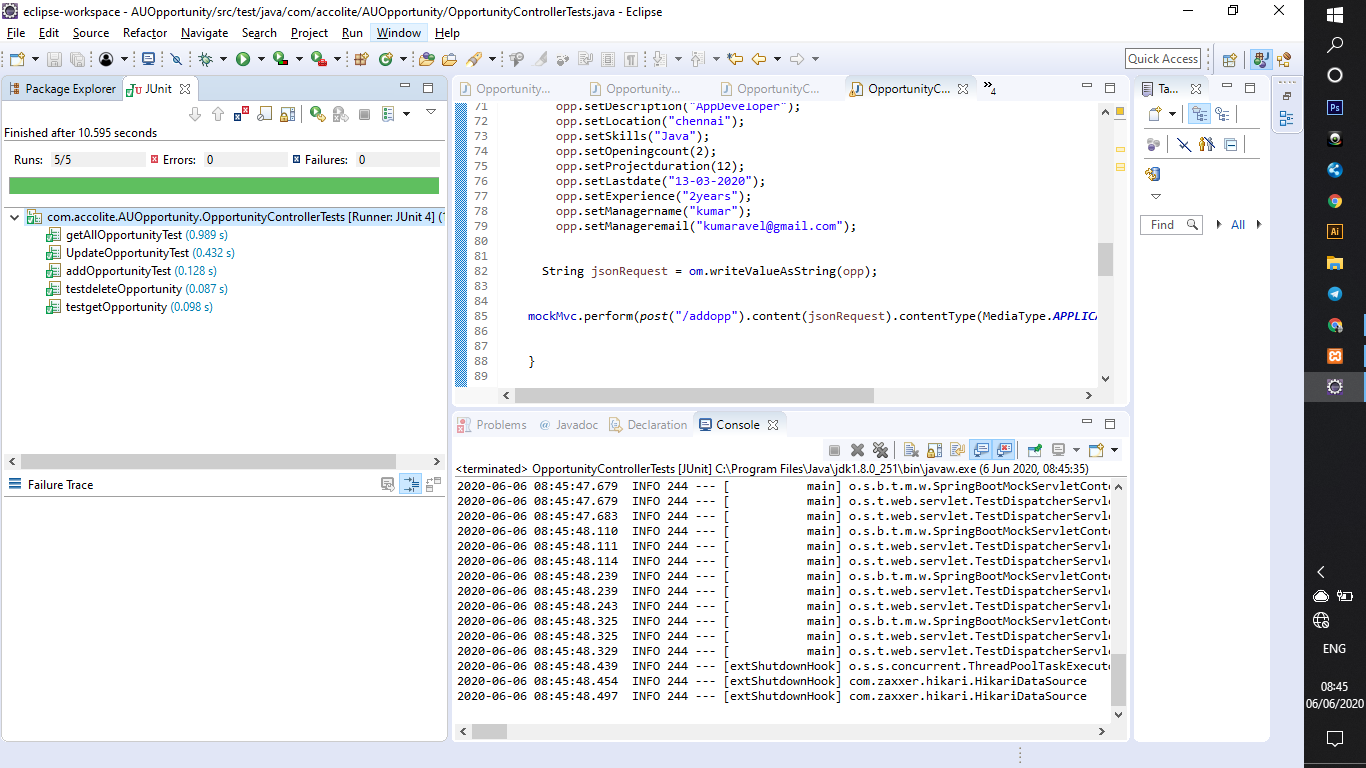 eclipse-workspace - AUOpportunity/src/test/java/com/accolite/AUOpportunity/OpportunityControllerTests.java - Eclipse
File Edit Source Refactor Navigate Search Project Run Window Help
Quick Access
Package Explorer JUnit
Finished after 10.595 seconds
Runs: 5/5 Errors: 0 Failures: 0
com.accolite.AUOpportunity.OpportunityControllerTests [Runner: JUnit 4] (
getAllOpportunityTest (0.989 s)
UpdateOpportunityTest (0.432 s)
addOpportunityTest (0.128 s)
testdeleteOpportunity (0.087 s)
testgetOpportunity (0.098 s)
Failure Trace
Opportunity... Opportunity... OpportunityC... OpportunityC... »4
71 opp.setDescription("AppDeveloper");
72 opp.setLocation("chennai");
73 opp.setSkills("Java");
74 opp.setOpeningcount(2);
75 opp.setProjectduration(12);
76 opp.setLastdate("13-03-2020");
77 opp.setExperience("2years");
78 opp.setManagername("kumar");
79 opp.setManageremail("kumaravel@gmail.com");
80
81
82 String jsonRequest = om.writeValueAsString(opp);
83
84
85 mockMvc.perform(post("/addopp").content(jsonRequest).contentType(MediaType.APPLICA
86
87
88 }
89
Problems @ Javadoc Declaration Console
<terminated> OpportunityControllerTests [JUnit] C:\Program Files\Java\jdk1.8.0_251\bin\javaw.exe (6 Jun 2020, 08:45:35)
2020-06-06 08:45:47.679 INFO 244 --- [ main] o.s.b.t.m.w.SpringBootMockServletConte
2020-06-06 08:45:47.679 INFO 244 --- [ main] o.s.t.web.servlet.TestDispatcherServle
2020-06-06 08:45:47.683 INFO 244 --- [ main] o.s.t.web.servlet.TestDispatcherServle
2020-06-06 08:45:48.110 INFO 244 --- [ main] o.s.b.t.m.w.SpringBootMockServletConte
2020-06-06 08:45:48.111 INFO 244 --- [ main] o.s.t.web.servlet.TestDispatcherServle
2020-06-06 08:45:48.114 INFO 244 --- [ main] o.s.t.web.servlet.TestDispatcherServle
2020-06-06 08:45:48.239 INFO 244 --- [ main] o.s.b.t.m.w.SpringBootMockServletConte
2020-06-06 08:45:48.239 INFO 244 --- [ main] o.s.t.web.servlet.TestDispatcherServle
2020-06-06 08:45:48.243 INFO 244 --- [ main] o.s.t.web.servlet.TestDispatcherServle
2020-06-06 08:45:48.325 INFO 244 --- [ main] o.s.b.t.m.w.SpringBootMockServletConte
2020-06-06 08:45:48.325 INFO 244 --- [ main] o.s.t.web.servlet.TestDispatcherServle
2020-06-06 08:45:48.329 INFO 244 --- [ main] o.s.t.web.servlet.TestDispatcherServle
2020-06-06 08:45:48.439 INFO 244 --- [extShutdownHook] o.s.s.concurrent.ThreadPoolTaskExecuto
2020-06-06 08:45:48.454 INFO 244 --- [extShutdownHook] com.zaxxer.hikari.HikariDataSource
2020-06-06 08:45:48.497 INFO 244 --- [extShutdownHook] com.zaxxer.hikari.HikariDataSource
Ta...
Find All
Ps
Ai
ENG
08:45
06/06/2020